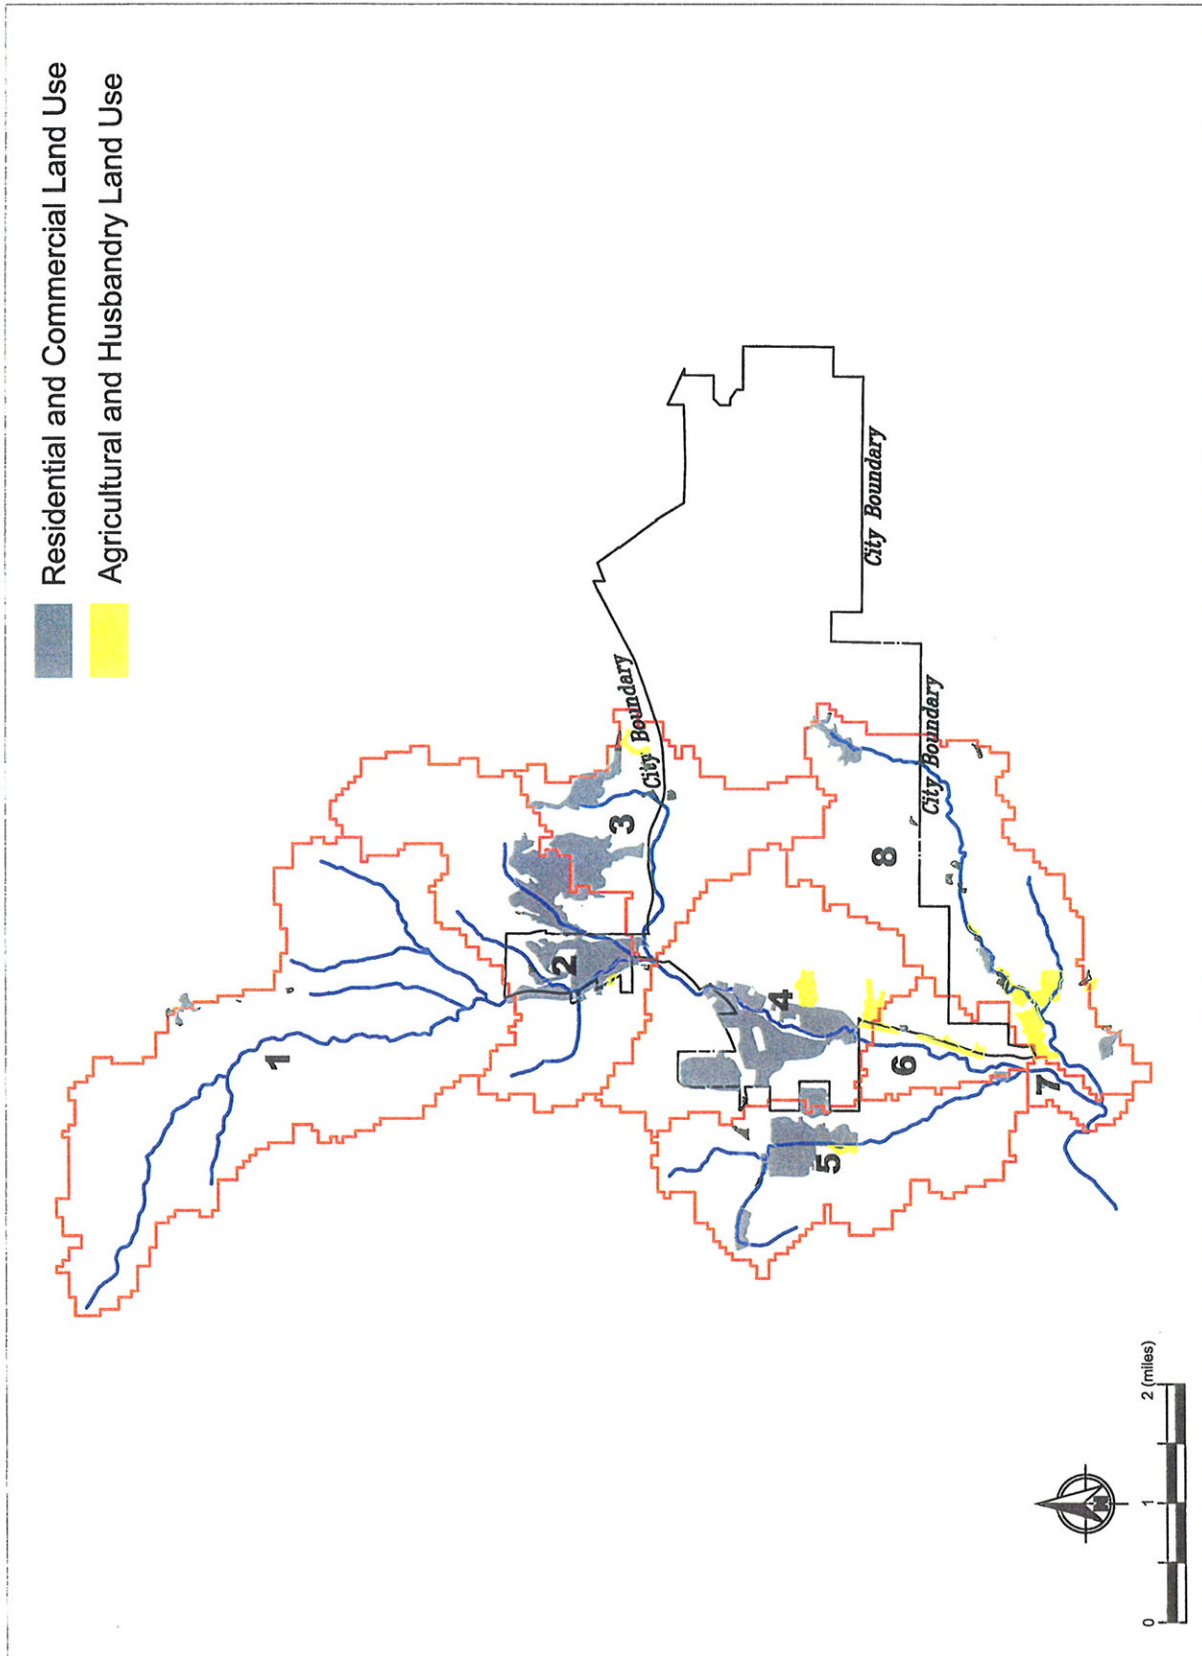 Residential and Commercial Land Use
Agricultural and Husbandry Land Use
1
2
3
City Boundary
4
5
6
7
8
City Boundary
City Boundary
N
0 1 2 (miles)